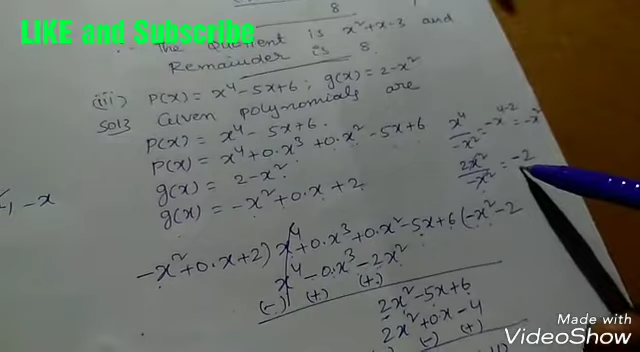 8
LIKE and Subscribe
∴ The Quotient is x²+x-3 and
Remainder is 8.
(iii) P(x) = x⁴-5x+6 ; g(x) = 2-x²
Soln Given polynomials are
P(x) = x⁴-5x+6.
P(x) = x⁴+0.x³+0.x²-5x+6
g(x) = 2-x².
g(x) = -x²+0.x+2
x⁴/-x² = -x⁴⁻² = -x²
2x²/-x² = -2
-x
-x²+0.x+2) x⁴+0.x³+0.x²-5x+6 (-x²-2
x⁴-0.x³-2x²
(-) (+) (+)
2x²-5x+6
2x²+0x-4
(-) (+)
Made with
VideoShow